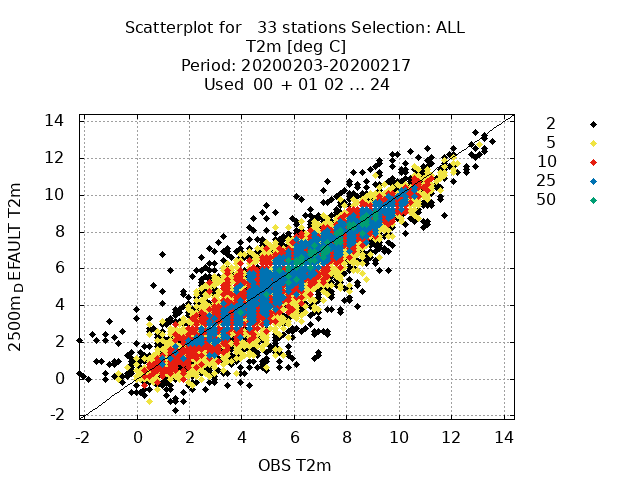 Scatterplot for   33 stations Selection: ALL
T2m [deg C]
Period: 20200203-20200217
Used  00 + 01 02 ... 24
2
5
10
25
50
14
12
10
8
6
4
2
0
-2
2500m_DEFAULT T2m
-2 0 2 4 6 8 10 12 14
OBS T2m